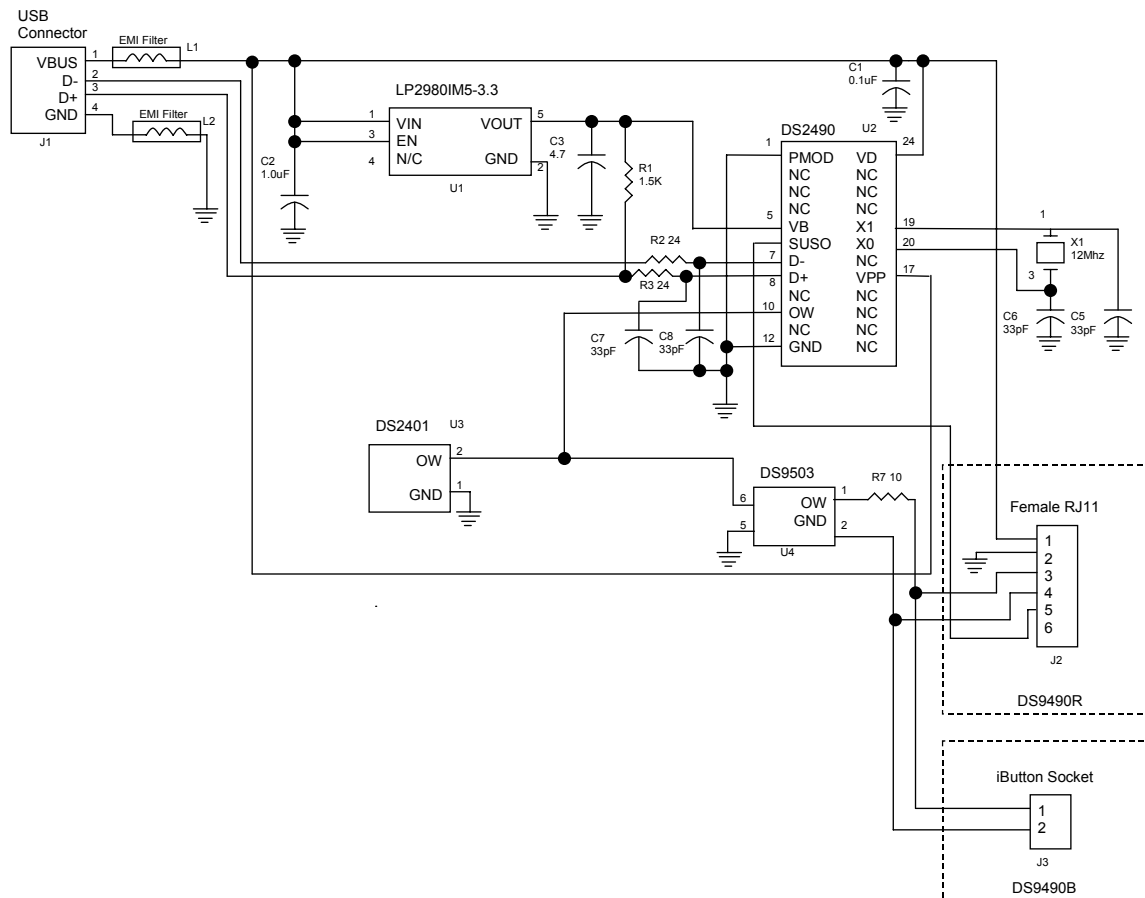 USB
Connector
EMI Filter
L1
VBUS
1
D-
2
D+
3
GND
4
J1
EMI Filter
L2
LP2980IM5-3.3
1
VIN
VOUT
5
3
EN
4
N/C
GND
2
U1
C2
1.0uF
C3
4.7
R1
1.5K
C1
0.1uF
DS2490
U2
1
PMOD
VD
24
NC
NC
NC
NC
NC
NC
5
VB
X1
19
SUSO
X0
20
7
D-
NC
8
D+
VPP
17
NC
NC
10
OW
NC
NC
NC
12
GND
NC
R2 24
R3 24
C7
33pF
C8
33pF
1
X1
12Mhz
3
C6
33pF
C5
33pF
DS2401
U3
OW
2
GND
1
DS9503
6
OW
1
5
GND
2
U4
R7 10
Female RJ11
1
2
3
4
5
6
J2
DS9490R
iButton Socket
1
2
J3
DS9490B